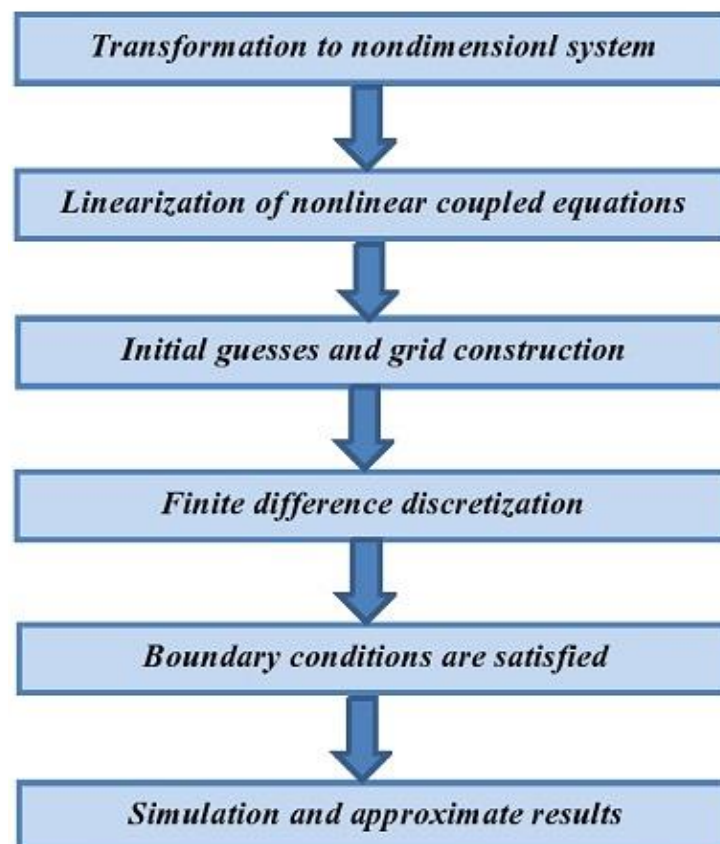 Transformation to nondimensionl system
Linearization of nonlinear coupled equations
Initial guesses and grid construction
Finite difference discretization
Boundary conditions are satisfied
Simulation and approximate results